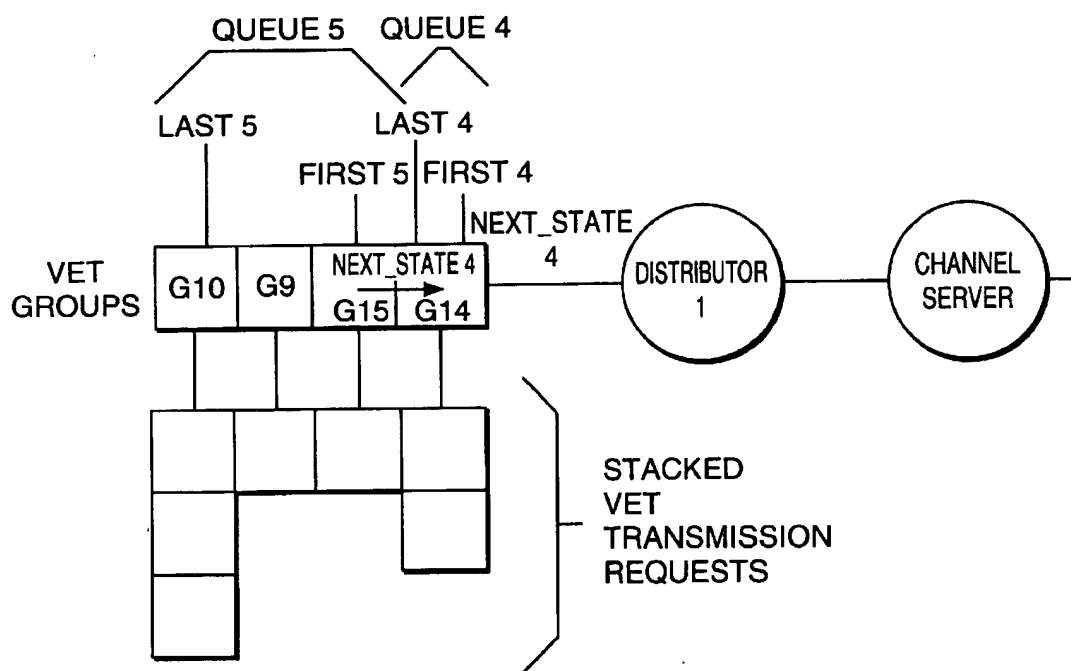 QUEUE 5 QUEUE 4
LAST 5 LAST 4
FIRST 5 FIRST 4
NEXT_STATE
4
VET
GROUPS
G10 G9 NEXT_STATE 4
G15 G14
DISTRIBUTOR
1
CHANNEL
SERVER
STACKED
VET
TRANSMISSION
REQUESTS